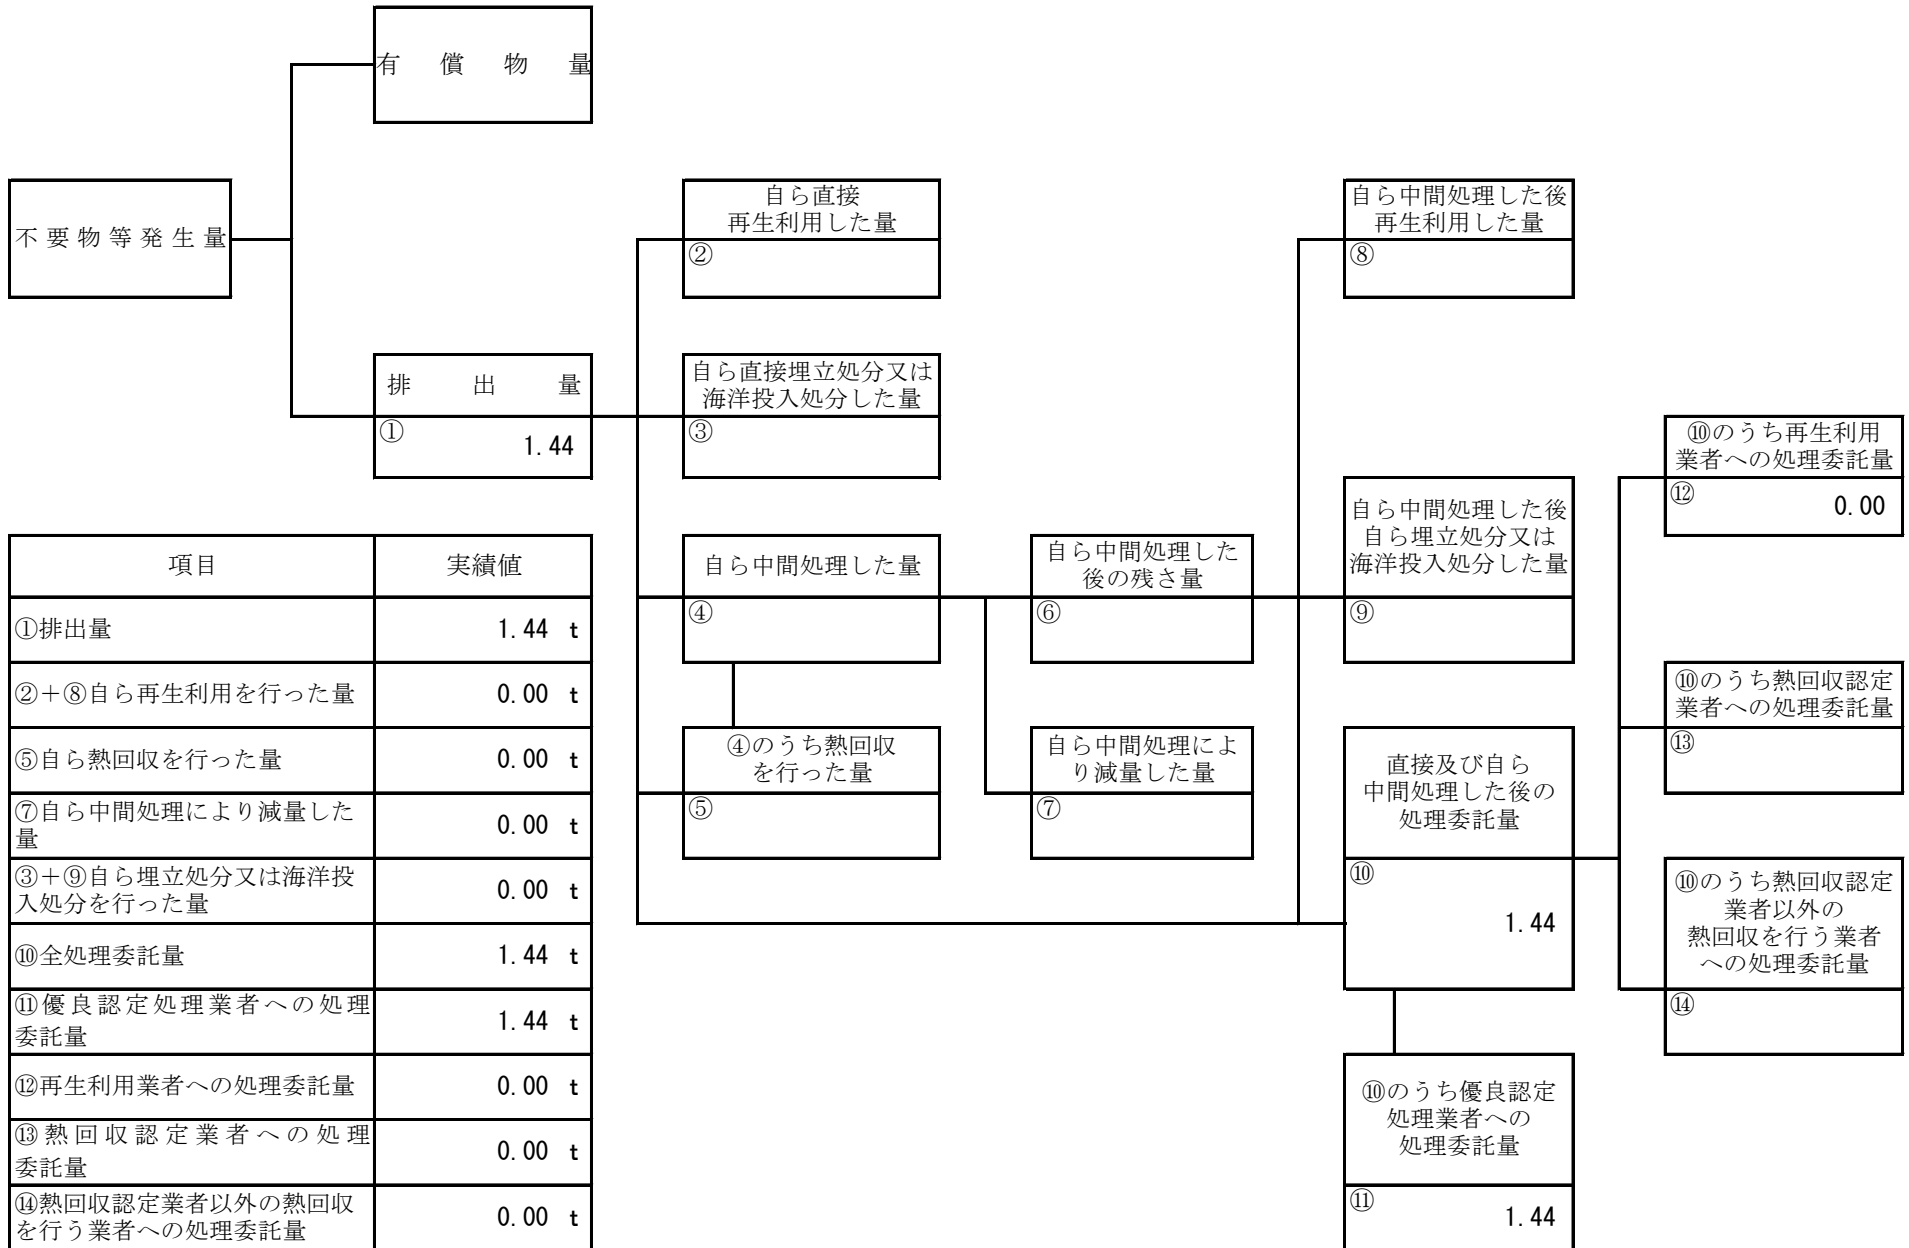 有償物量
不要物等発生量
自ら直接
再生利用した量
②
自ら中間処理した後
再生利用した量
⑧
排出量
①
1.44
自ら直接埋立処分又は
海洋投入処分した量
③
⑩のうち再生利用
業者への処理委託量
⑫
0.00
自ら中間処理した量
④
自ら中間処理した
後の残さ量
⑥
自ら中間処理した後
自ら埋立処分又は
海洋投入処分した量
⑨
⑩のうち熱回収認定
業者への処理委託量
⑬
④のうち熱回収
を行った量
⑤
自ら中間処理によ
り減量した量
⑦
直接及び自ら
中間処理した後の
処理委託量
⑩
1.44
⑩のうち熱回収認定
業者以外の
熱回収を行う業者
への処理委託量
⑭
⑩のうち優良認定
処理業者への
処理委託量
⑪
1.44
項目 実績値
①排出量 1.44 t
②＋⑧自ら再生利用を行った量 0.00 t
⑤自ら熱回収を行った量 0.00 t
⑦自ら中間処理により減量した
量 0.00 t
③＋⑨自ら埋立処分又は海洋投
入処分を行った量 0.00 t
⑩全処理委託量 1.44 t
⑪優良認定処理業者への処理
委託量 1.44 t
⑫再生利用業者への処理委託量 0.00 t
⑬熱回収認定業者への処理
委託量 0.00 t
⑭熱回収認定業者以外の熱回収
を行う業者への処理委託量 0.00 t